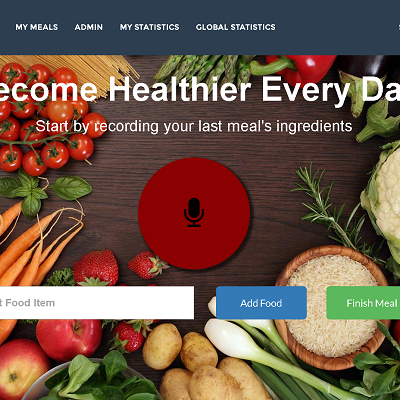 MY MEALS ADMIN MY STATISTICS GLOBAL STATISTICS
ecome Healthier Every Da
Start by recording your last meal's ingredients
t Food Item Add Food Finish Meal